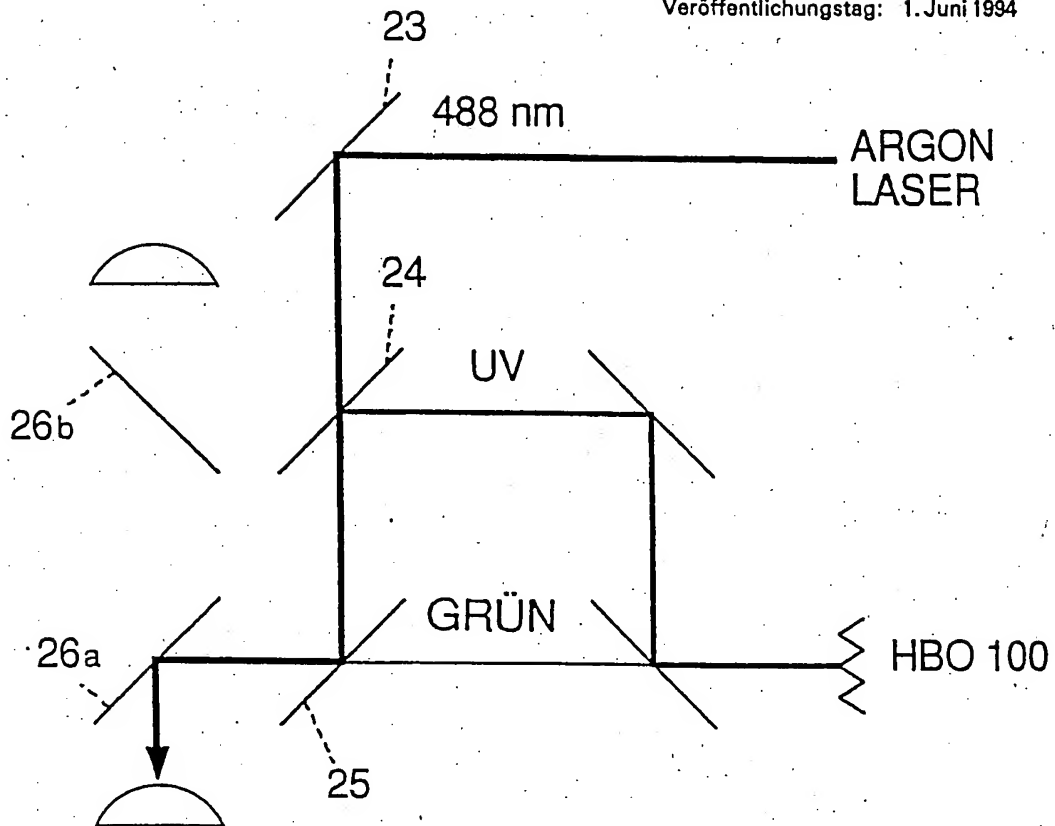 Veröffentlichungstag: 1. Juni 1994
23
488 nm
ARGON
LASER
24
UV
26b
GRÜN
26a
HBO 100
25